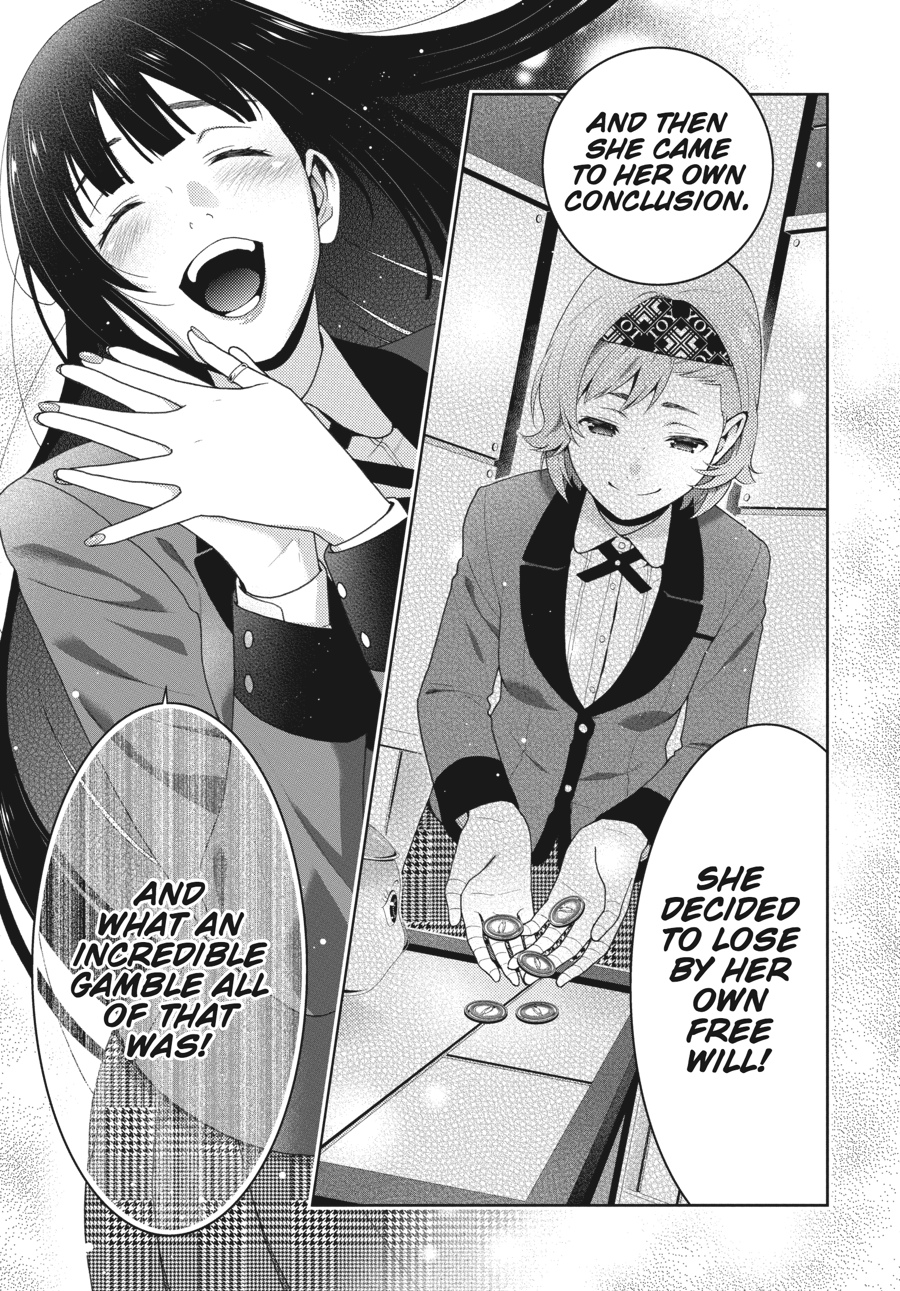 AND THEN
SHE CAME
TO HER OWN
CONCLUSION.
SHE
DECIDED
TO LOSE
BY HER
OWN
FREE
WILL!
AND
WHAT AN
INCREDIBLE
GAMBLE ALL
OF THAT
WAS!